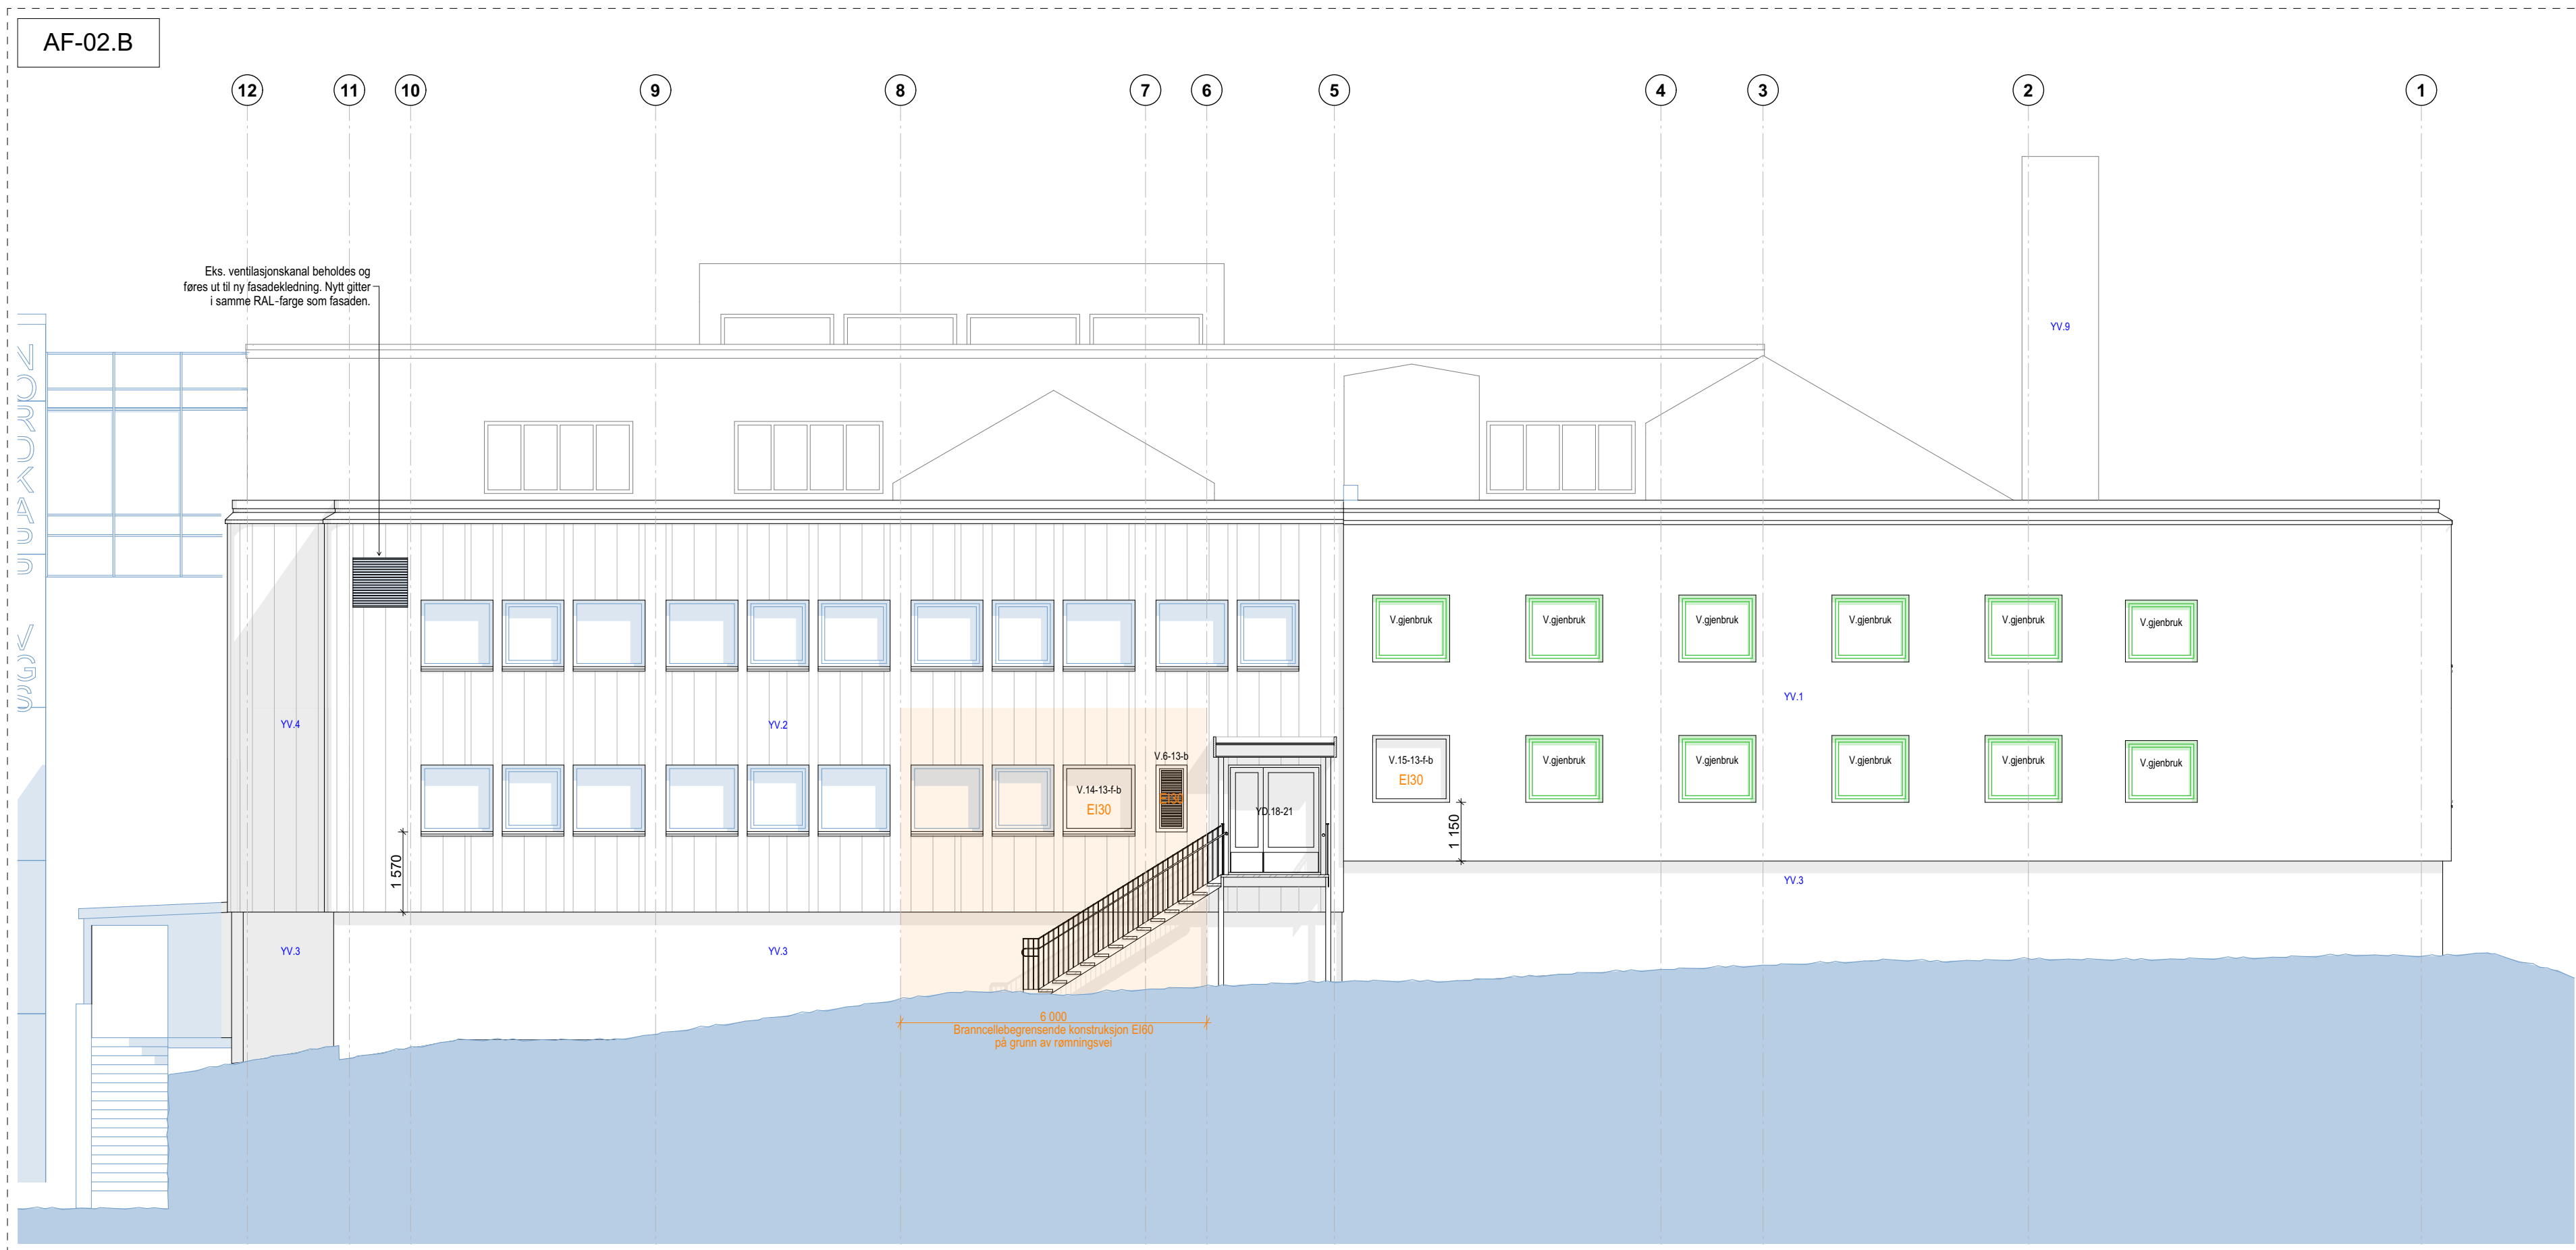 AF-02.B
12 11 10 9 8 7 6 5 4 3 2 1
Eks. ventilasjonskanal beholdes og
føres ut til ny fasadekledning. Nytt gitter
i samme RAL-farge som fasaden.
YV.9
NORDKAPP VGS
V.gjenbruk V.gjenbruk V.gjenbruk V.gjenbruk V.gjenbruk V.gjenbruk
YV.4
YV.2
YV.1
V.6-13-b
V.14-13-f-b
EI30
EI30
YD.18-21
V.15-13-f-b
EI30
V.gjenbruk V.gjenbruk V.gjenbruk V.gjenbruk V.gjenbruk
1 570
1 150
YV.3
YV.3
YV.3
6 000
Branncellebegrensende konstruksjon EI60
på grunn av rømningsvei